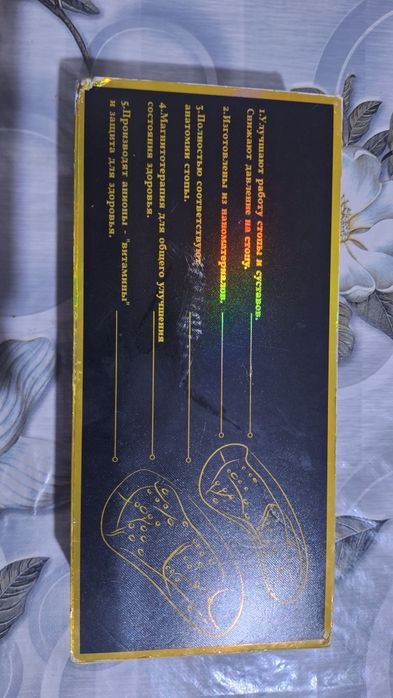 1.Улучшают работу стопы и суставов.
Снижают давление на стопу.
2.Изготовлены из наноматериалов.
3.Полностью соответствуют
анатомии стопы.
4.Магнитотерапия для общего улучшения
состояния здоровья.
5.Производят анионы - "витамины"
и защита для здоровья.